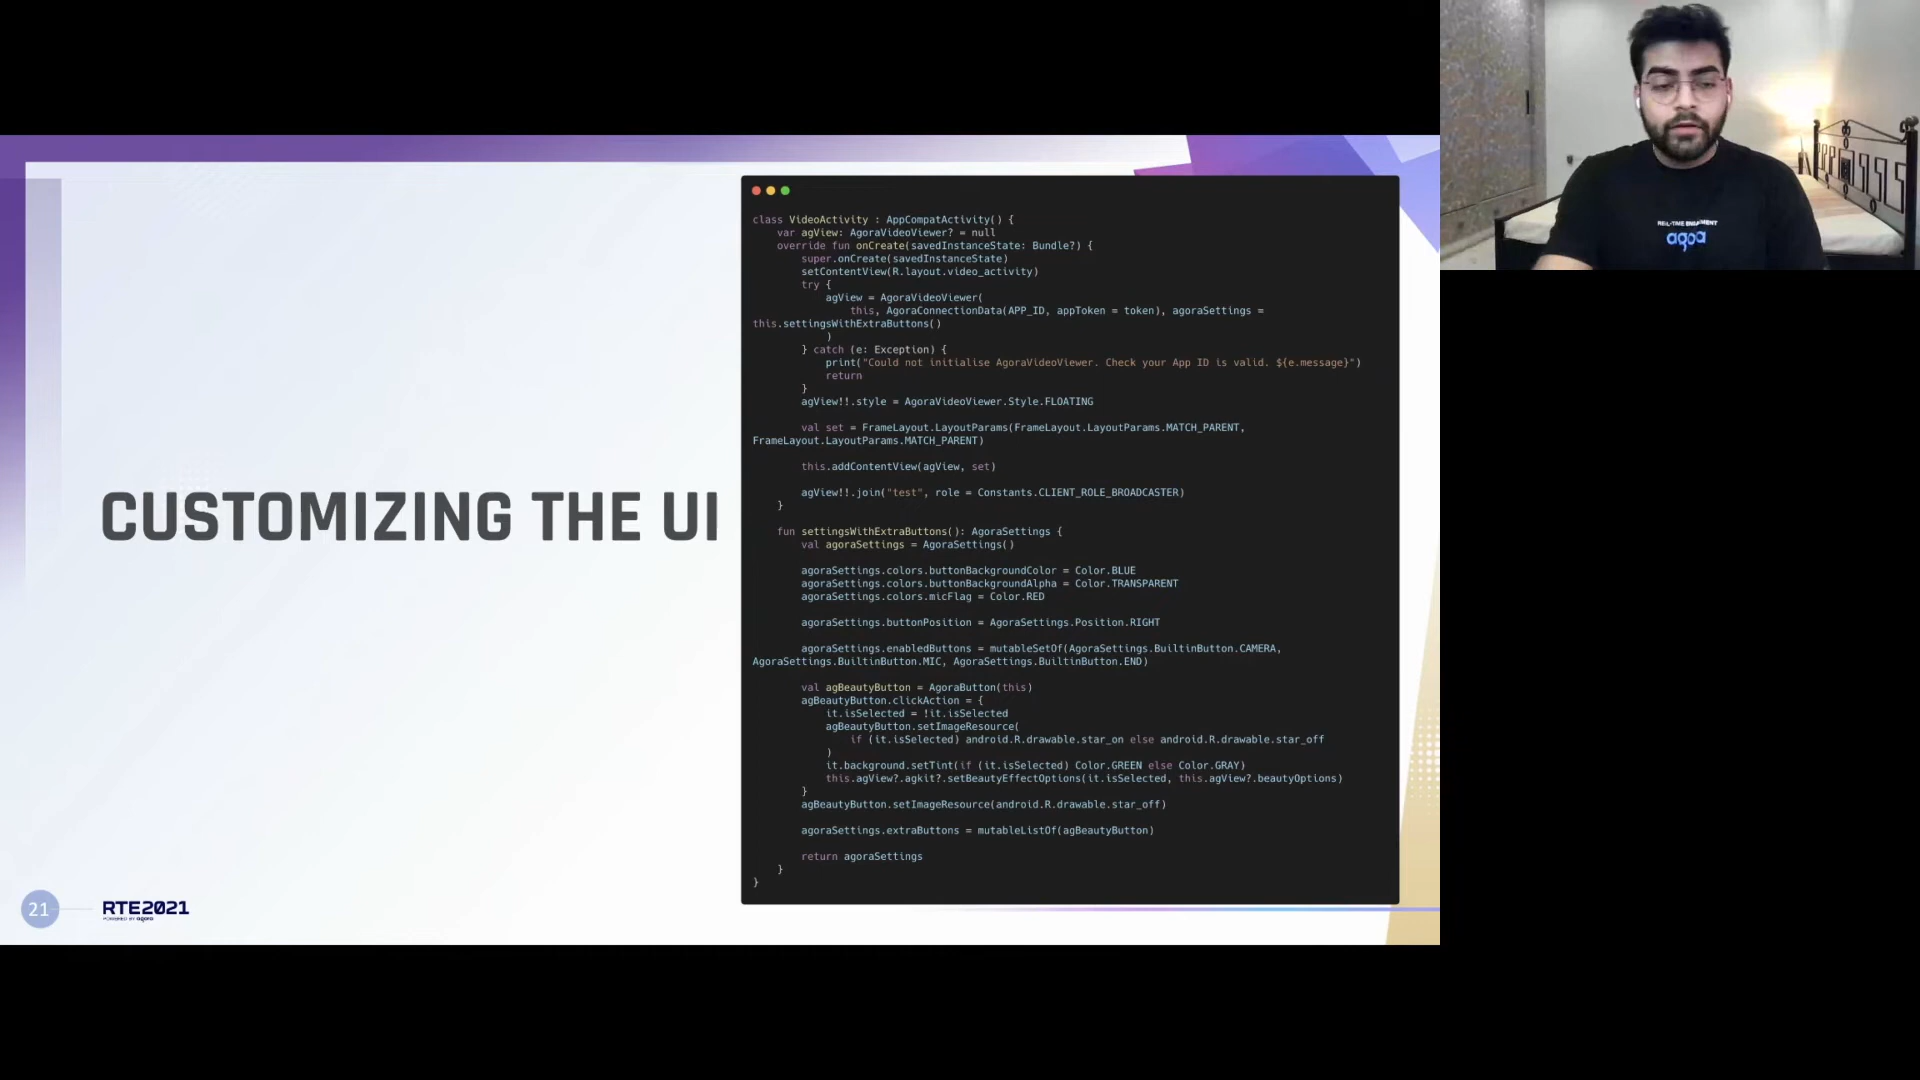 CUSTOMIZING THE UI
class VideoActivity : AppCompatActivity() {
var agView: AgoraVideoViewer? = null
override fun onCreate(savedInstanceState: Bundle?) {
super.onCreate(savedInstanceState)
setContentView(R.layout.video_activity)
try {
agView = AgoraVideoViewer(
this, AgoraConnectionData(APP_ID, appToken = token), agoraSettings =
this.settingsWithExtraButtons()
)
} catch (e: Exception) {
print("Could not initialise AgoraVideoViewer. Check your App ID is valid. ${e.message}")
return
}
agView!!.style = AgoraVideoViewer.Style.FLOATING
val set = FrameLayout.LayoutParams(FrameLayout.LayoutParams.MATCH_PARENT,
FrameLayout.LayoutParams.MATCH_PARENT)
this.addContentView(agView, set)
agView!!.join("test", role = Constants.CLIENT_ROLE_BROADCASTER)
}
fun settingsWithExtraButtons(): AgoraSettings {
val agoraSettings = AgoraSettings()
agoraSettings.colors.buttonBackgroundColor = Color.BLUE
agoraSettings.colors.buttonBackgroundAlpha = Color.TRANSPARENT
agoraSettings.colors.micFlag = Color.RED
agoraSettings.buttonPosition = AgoraSettings.Position.RIGHT
agoraSettings.enabledButtons = mutableSetOf(AgoraSettings.BuiltinButton.CAMERA,
AgoraSettings.BuiltinButton.MIC, AgoraSettings.BuiltinButton.END)
val agBeautyButton = AgoraButton(this)
agBeautyButton.clickAction = {
it.isSelected = !it.isSelected
agBeautyButton.setImageResource(
if (it.isSelected) android.R.drawable.star_on else android.R.drawable.star_off
)
it.background.setTint(if (it.isSelected) Color.GREEN else Color.GRAY)
this.agView?.agkit?.setBeautyEffectOptions(it.isSelected, this.agView?.beautyOptions)
}
agBeautyButton.setImageResource(android.R.drawable.star_off)
agoraSettings.extraButtons = mutableListOf(agBeautyButton)
return agoraSettings
}
}
21
RTE2021
POWERED BY agora